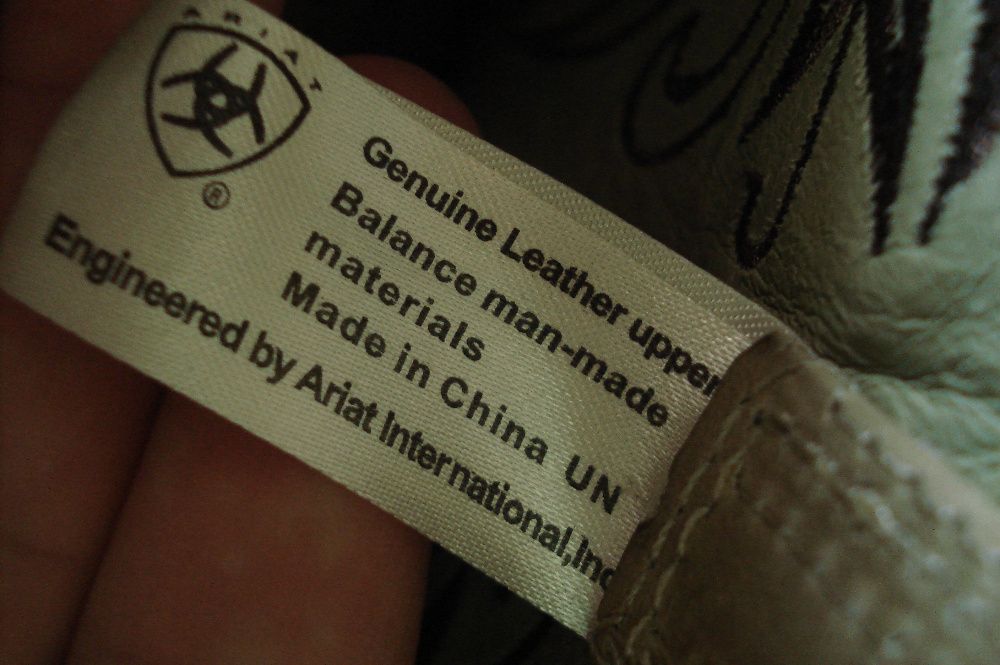 ARIAT
®
Genuine Leather upper
Balance man-made
materials
Made in China UN
Engineered by Ariat International,Inc